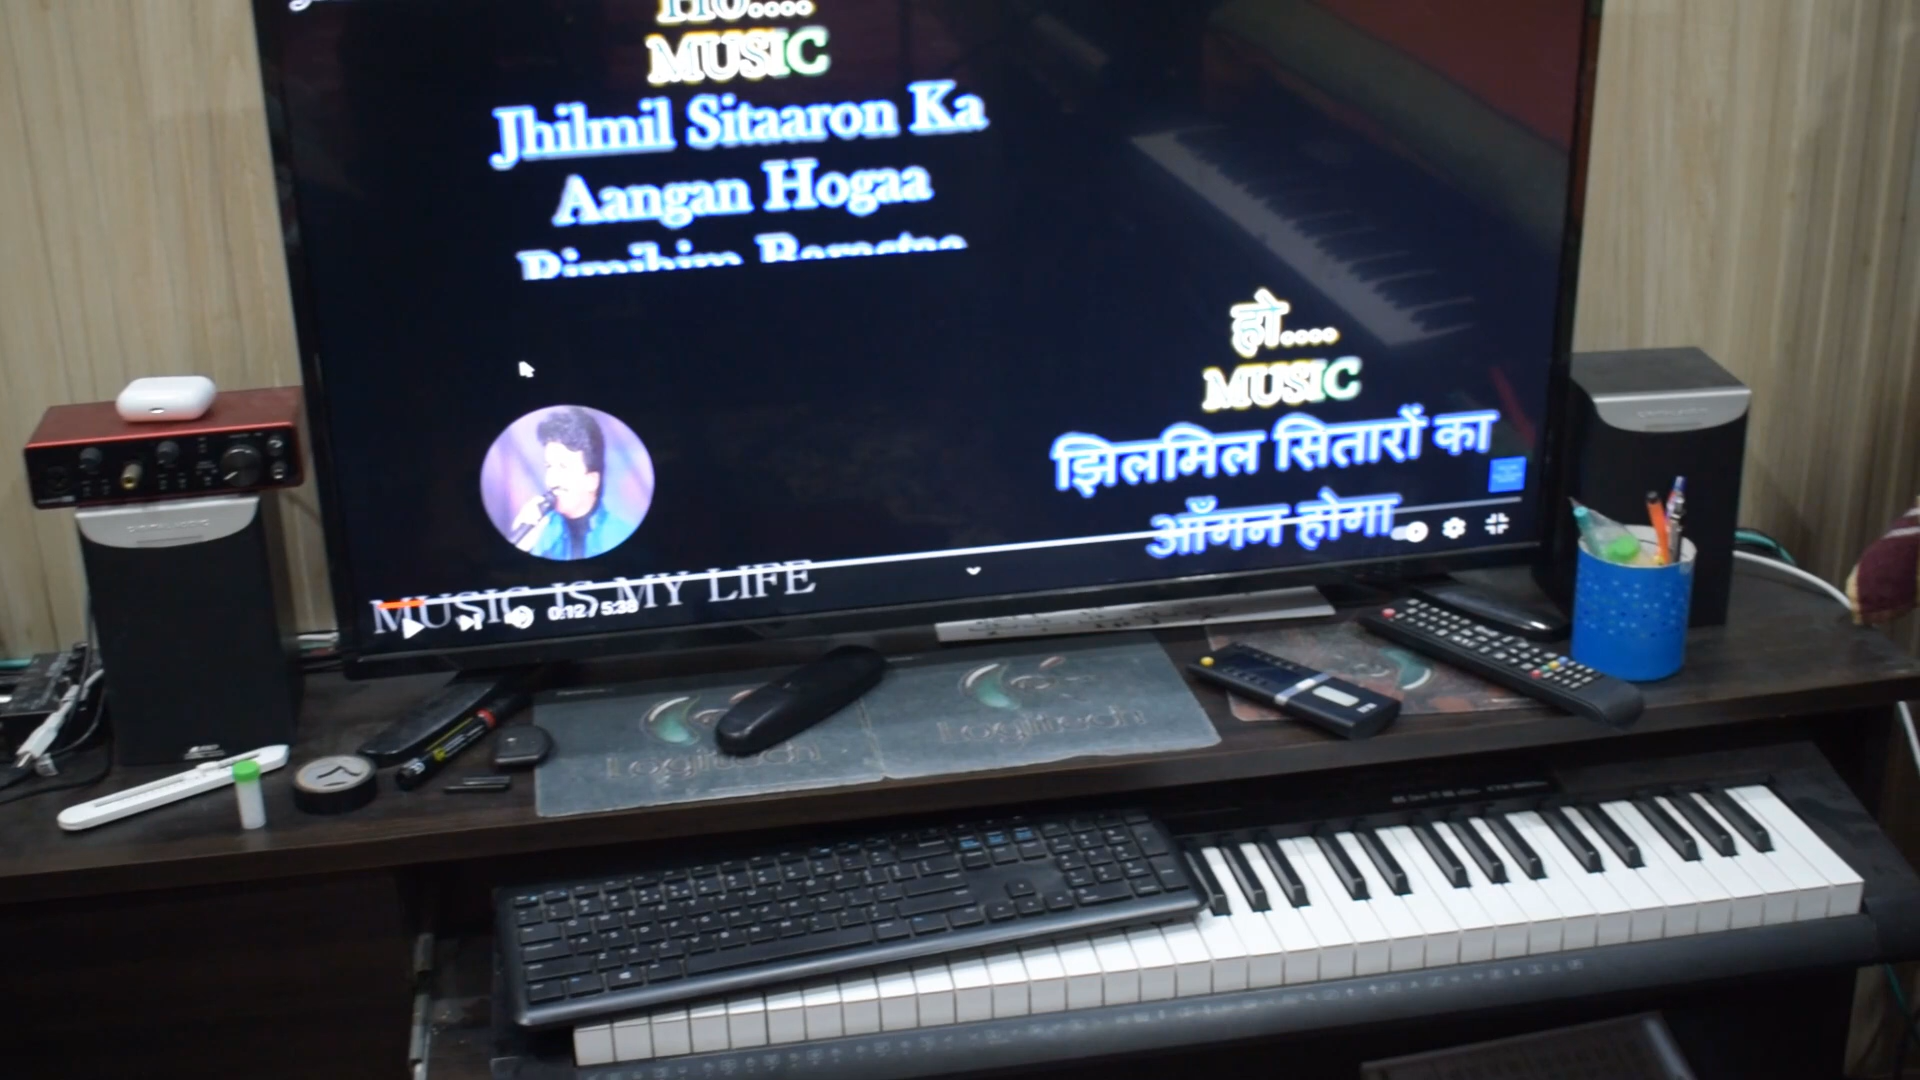 Ho....
MUSIC
Jhilmil Sitaaron Ka
Aangan Hogaa
हो....
MUSIC
झिलमिल सितारों का
आँगन होगा
MUSIC IS MY LIFE
0:12 / 5:38
Logitech
Logitech